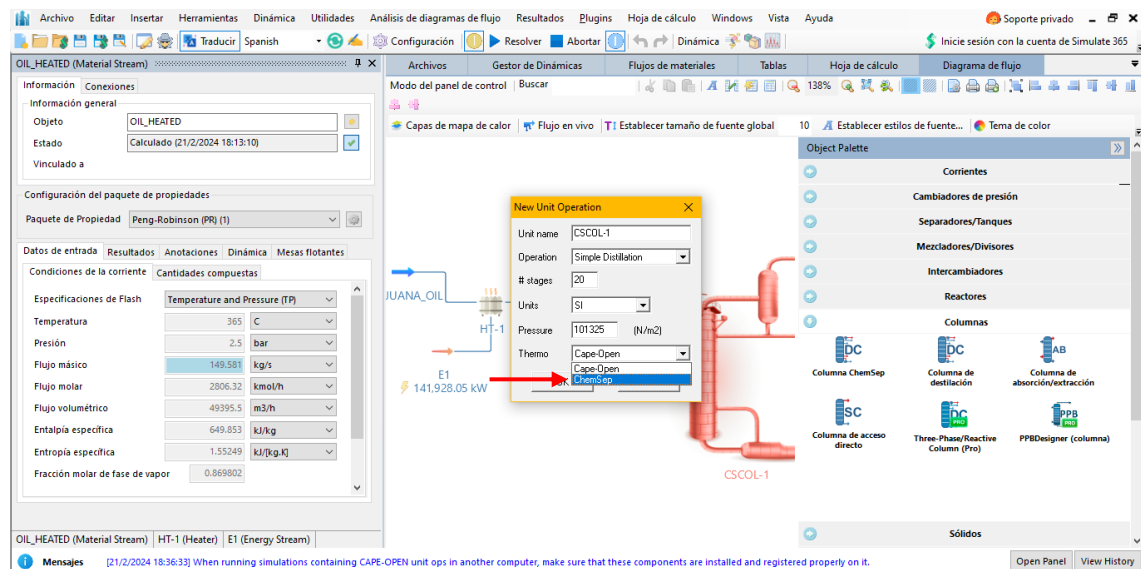 Archivo Editar Insertar Herramientas Dinámica Utilidades Análisis de diagramas de flujo Resultados Plugins Hoja de cálculo Windows Vista Ayuda Soporte privado
Traducir Spanish Configuración Resolver Abortar Dinámica Inicie sesión con la cuenta de Simulate 365
OIL_HEATED (Material Stream)
Archivos Gestor de Dinámicas Flujos de materiales Tablas Hoja de cálculo Diagrama de flujo
Información Conexiones
Modo del panel de control Buscar 138%
Información general
Objeto OIL_HEATED
Estado Calculado (21/2/2024 18:13:10)
Vinculado a
Capas de mapa de calor Flujo en vivo Establecer tamaño de fuente global 10 Establecer estilos de fuente... Tema de color
Configuración del paquete de propiedades
Paquete de Propiedad Peng-Robinson (PR) (1)
Datos de entrada Resultados Anotaciones Dinámica Mesas flotantes
Condiciones de la corriente Cantidades compuestas
Especificaciones de Flash Temperature and Pressure (TP)
Temperatura 365 C
Presión 2.5 bar
Flujo másico 149.581 kg/s
Flujo molar 2806.32 kmol/h
Flujo volumétrico 49395.5 m3/h
Entalpía específica 649.853 kJ/kg
Entropía específica 1.55249 kJ/[kg.K]
Fracción molar de fase de vapor 0.869802
OIL_HEATED (Material Stream) HT-1 (Heater) E1 (Energy Stream)
JUANA_OIL
HT-1
E1
141,928.05 kW
CSCOL-1
New Unit Operation
Unit name CSCOL-1
Operation Simple Distillation
# stages 20
Units SI
Pressure 101325 (N/m2)
Thermo Cape-Open
Cape-Open
ChemSep
Object Palette
Corrientes
Cambiadores de presión
Separadores/Tanques
Mezcladores/Divisores
Intercambiadores
Reactores
Columnas
DC
DC
AB
Columna ChemSep
Columna de destilación
Columna de absorción/extracción
SC
DC PRO
PPB PRO
Columna de acceso directo
Three-Phase/Reactive Column (Pro)
PPBDesigner (columna)
Sólidos
Mensajes [21/2/2024 18:36:33] When running simulations containing CAPE-OPEN unit ops in another computer, make sure that these components are installed and registered properly on it. Open Panel View History